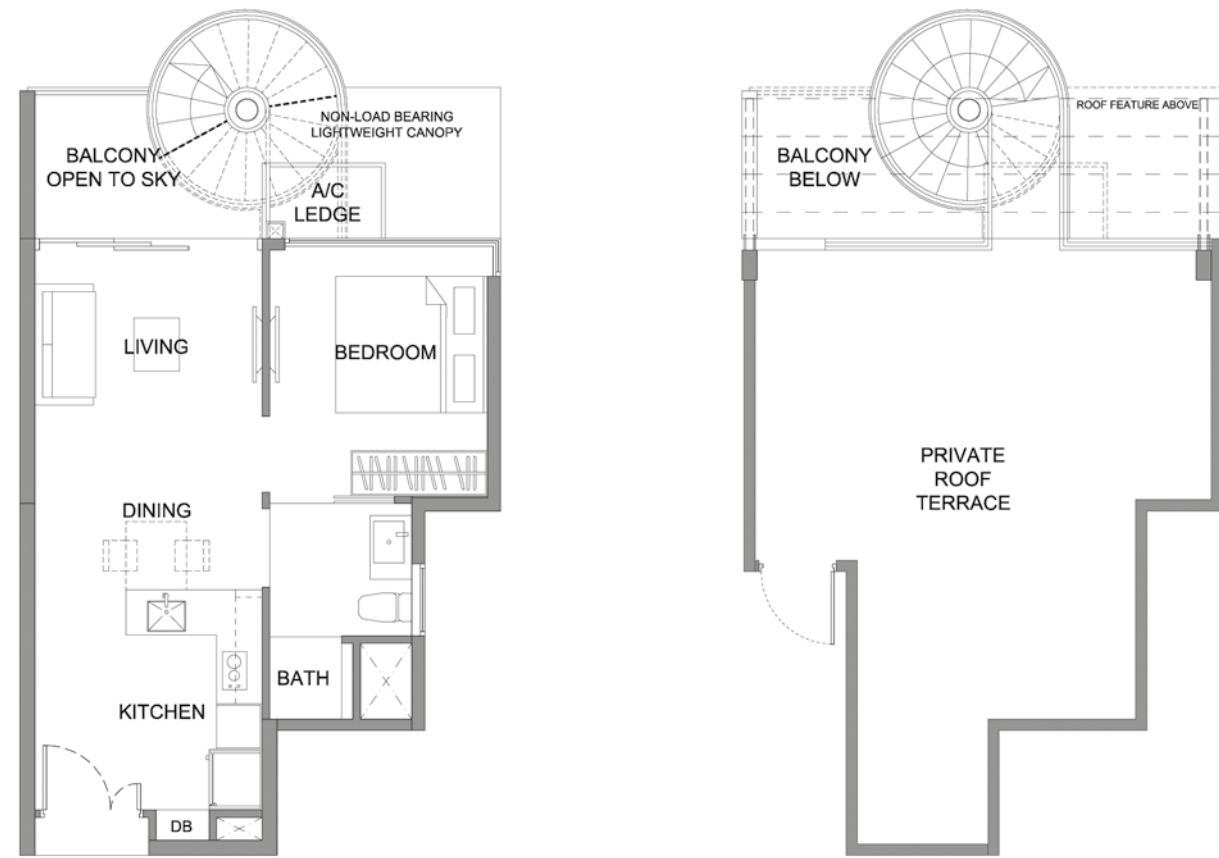 NON-LOAD BEARING
LIGHTWEIGHT CANOPY
BALCONY
OPEN TO SKY
A/C
LEDGE
LIVING
BEDROOM
DINING
BATH
KITCHEN
DB
ROOF FEATURE ABOVE
BALCONY
BELOW
PRIVATE
ROOF
TERRACE